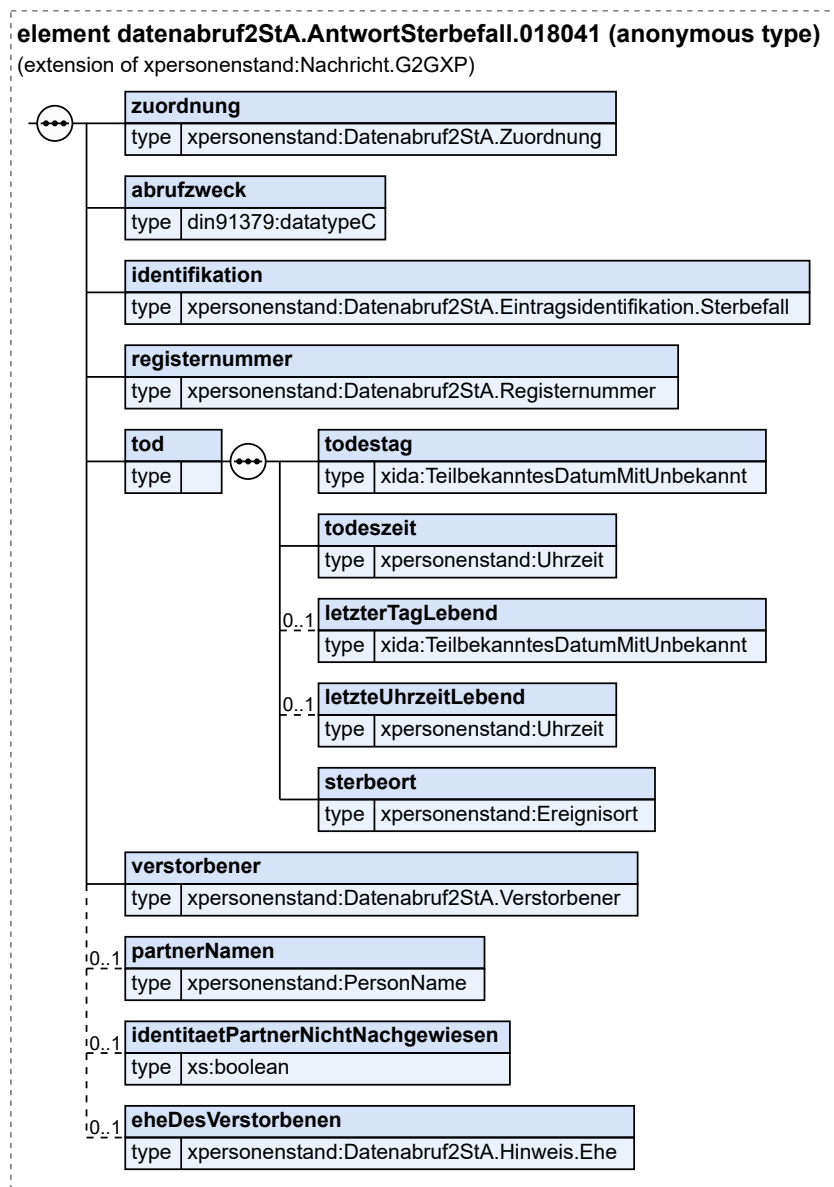 element datenabruf2StA.AntwortSterbefall.018041 (anonymous type)
(extension of xpersonenstand:Nachricht.G2GXP)
zuordnung
type xpersonenstand:Datenabruf2StA.Zuordnung
abrufzweck
type din91379:datatypeC
identifikation
type xpersonenstand:Datenabruf2StA.Eintragsidentifikation.Sterbefall
registernummer
type xpersonenstand:Datenabruf2StA.Registernummer
tod
type
todestag
type xida:TeilbekanntesDatumMitUnbekannt
todeszeit
type xpersonenstand:Uhrzeit
0..1 letzterTagLebend
type xida:TeilbekanntesDatumMitUnbekannt
0..1 letzteUhrzeitLebend
type xpersonenstand:Uhrzeit
sterbeort
type xpersonenstand:Ereignisort
verstorbener
type xpersonenstand:Datenabruf2StA.Verstorbener
0..1 partnerNamen
type xpersonenstand:PersonName
0..1 identitaetPartnerNichtNachgewiesen
type xs:boolean
0..1 eheDesVerstorbenen
type xpersonenstand:Datenabruf2StA.Hinweis.Ehe